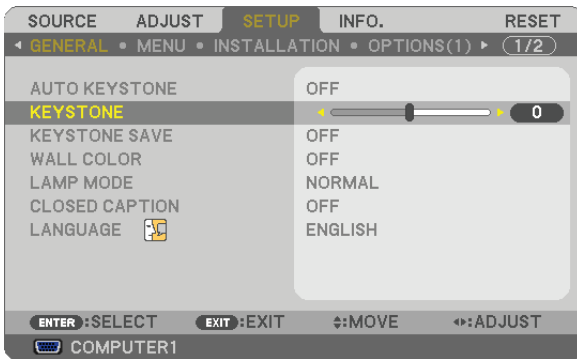 SOURCE ADJUST SETUP INFO. RESET
GENERAL • MENU • INSTALLATION • OPTIONS(1) 1/2
AUTO KEYSTONE OFF
KEYSTONE 0
KEYSTONE SAVE OFF
WALL COLOR OFF
LAMP MODE NORMAL
CLOSED CAPTION OFF
LANGUAGE ENGLISH
ENTER :SELECT EXIT :EXIT :MOVE :ADJUST
COMPUTER1